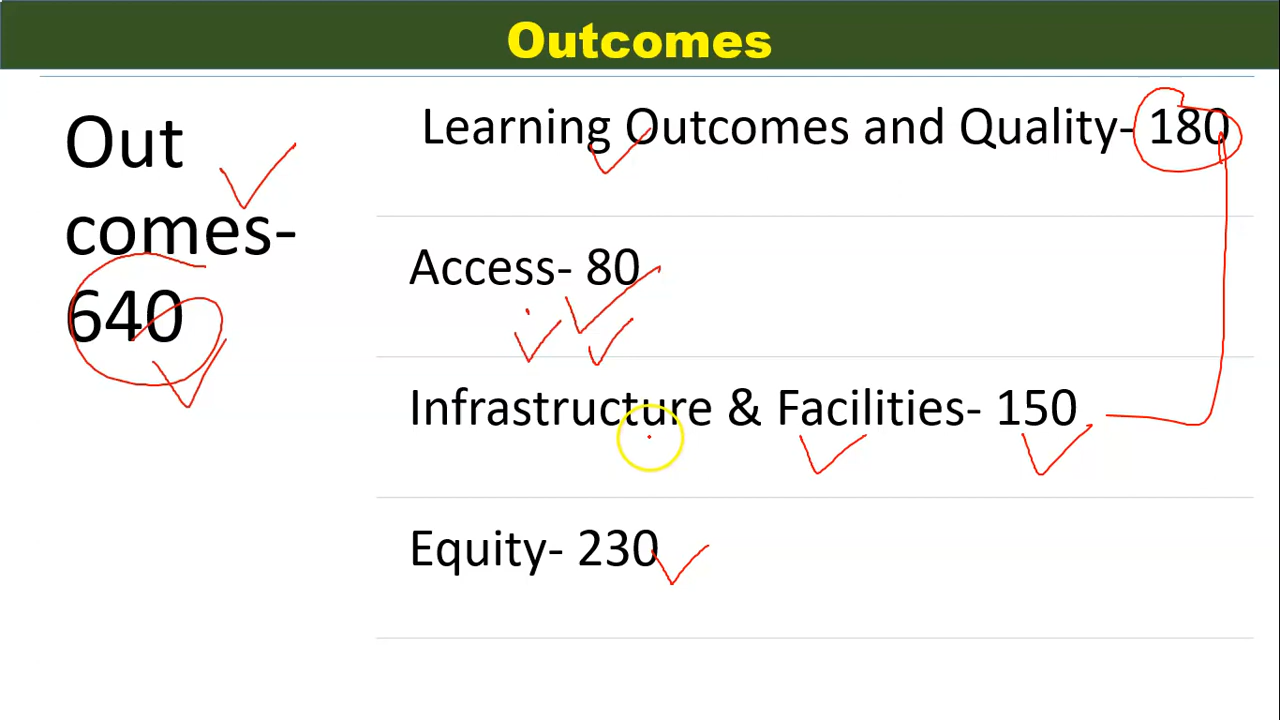 Outcomes
Out
comes-
640
Learning Outcomes and Quality- 180
Access- 80
Infrastructure & Facilities- 150
Equity- 230